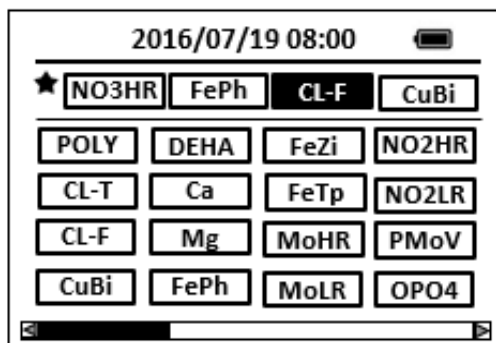 2016/07/19 08:00
NO3HR FePh CL-F CuBi
POLY DEHA FeZi NO2HR
CL-T Ca FeTp NO2LR
CL-F Mg MoHR PMoV
CuBi FePh MoLR OPO4